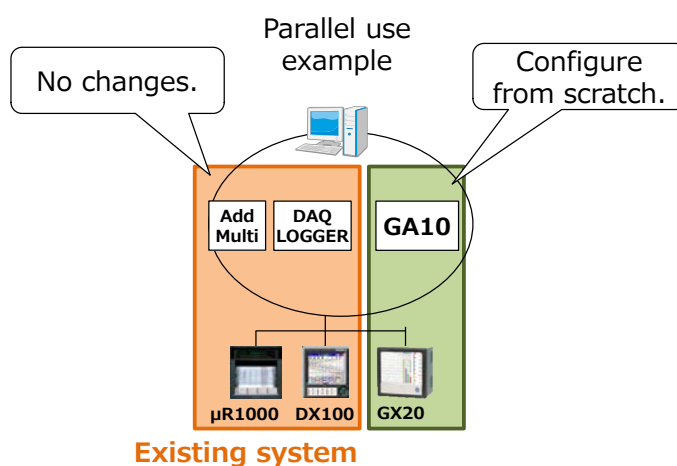 Parallel use
example
No changes.
Configure
from scratch.
Add
Multi
DAQ
LOGGER
GA10
µR1000
DX100
GX20
Existing system